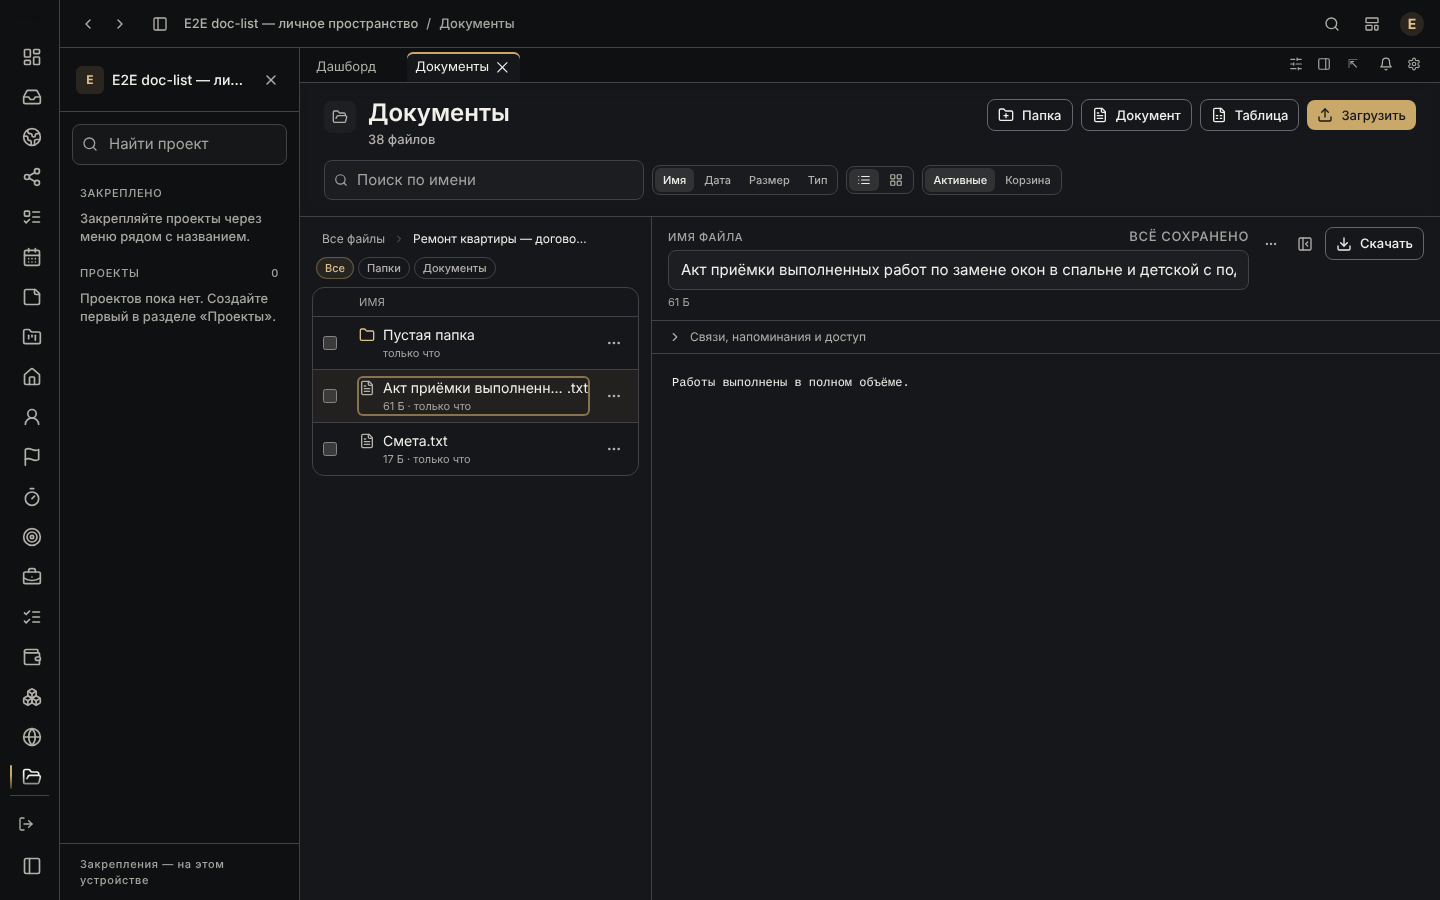 E2E doc-list — личное пространство / Документы
E
E
E2E doc-list — ли...
Найти проект
ЗАКРЕПЛЕНО
Закрепляйте проекты через
меню рядом с названием.
ПРОЕКТЫ 0
Проектов пока нет. Создайте
первый в разделе «Проекты».
Закрепления — на этом
устройстве
Дашборд Документы
Документы
38 файлов
Папка Документ Таблица Загрузить
Поиск по имени
Имя Дата Размер Тип
Активные Корзина
Все файлы Ремонт квартиры — догово...
Все Папки Документы
ИМЯ
Пустая папка
только что
Акт приёмки выполненн... .txt
61 Б · только что
Смета.txt
17 Б · только что
ИМЯ ФАЙЛА ВСЁ СОХРАНЕНО
Скачать
Акт приёмки выполненных работ по замене окон в спальне и детской с по
61 Б
Связи, напоминания и доступ
Работы выполнены в полном объёме.